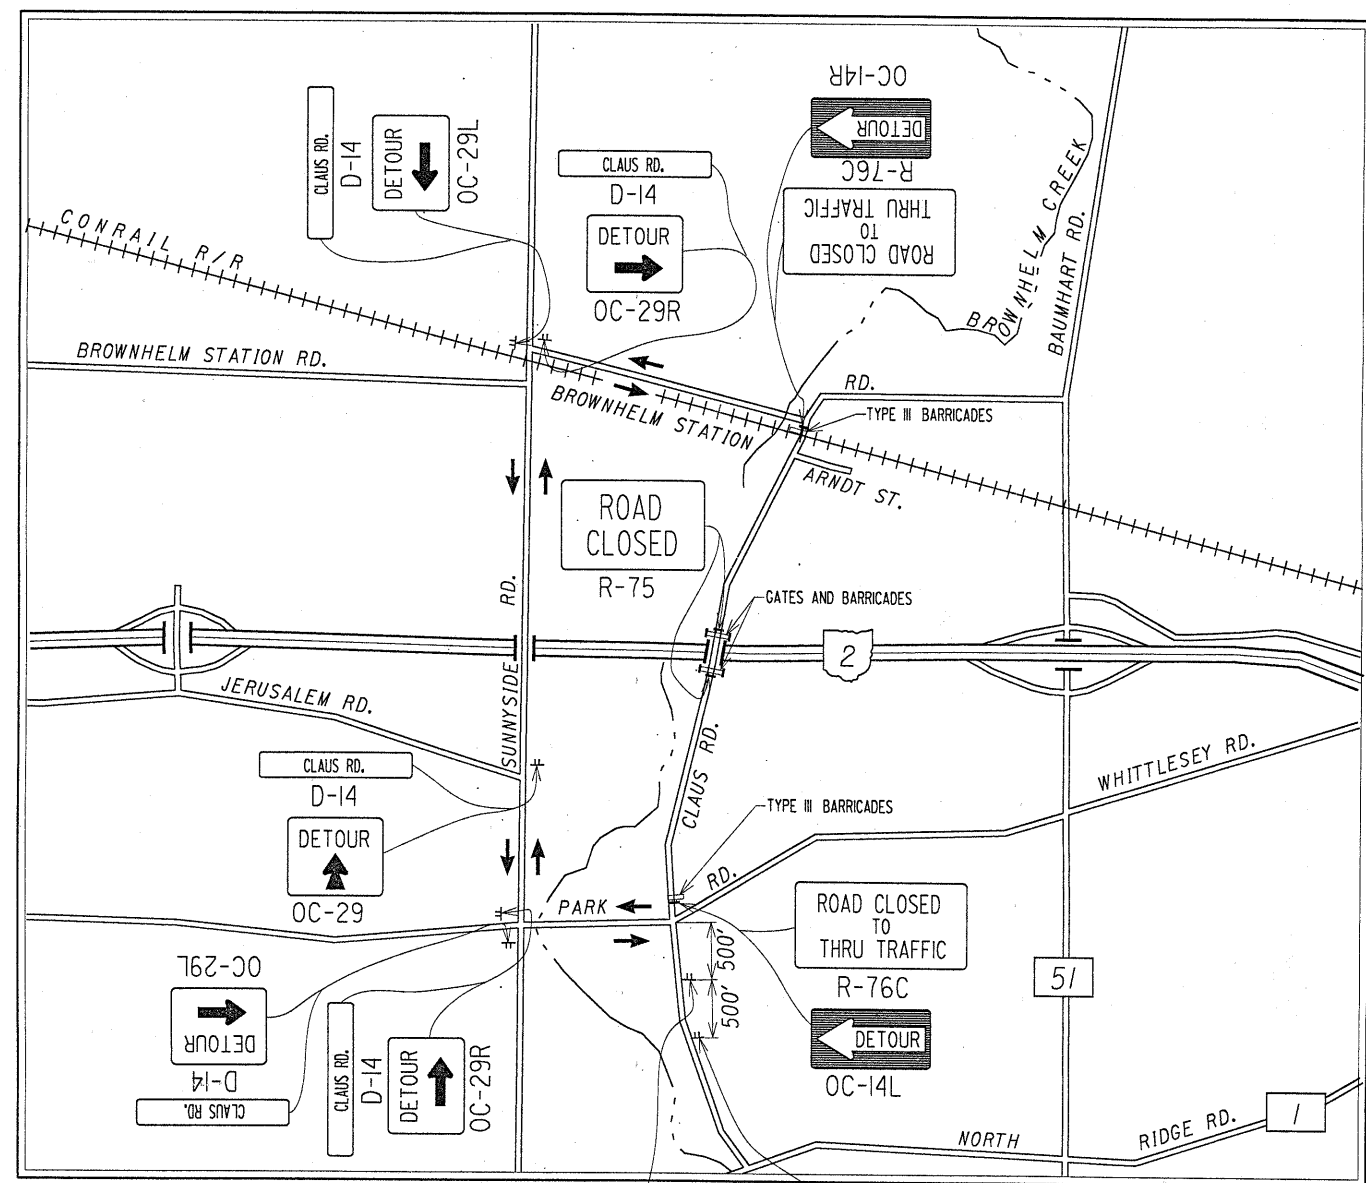 OC-14R
DETOUR
R-76C
ROAD CLOSED
TO
THRU TRAFFIC
CLAUS RD.
D-14
DETOUR
OC-29L
CLAUS RD.
D-14
DETOUR
OC-29R
BROWNHELM CREEK
BAUMHART RD.
CONRAIL R/R
BROWNHELM STATION RD.
BROWNHELM STATION
RD.
TYPE III BARRICADES
ARNDT ST.
ROAD
CLOSED
R-75
GATES AND BARRICADES
2
SUNNYSIDE RD.
JERUSALEM RD.
CLAUS RD.
D-14
DETOUR
OC-29
CLAUS RD.
WHITTLESEY RD.
TYPE III BARRICADES
PARK
RD.
ROAD CLOSED
TO
THRU TRAFFIC
R-76C
DETOUR
OC-14L
500'
500'
51
OC-29L
DETOUR
D-14
CLAUS RD.
CLAUS RD.
D-14
DETOUR
OC-29R
NORTH
RIDGE RD.
1